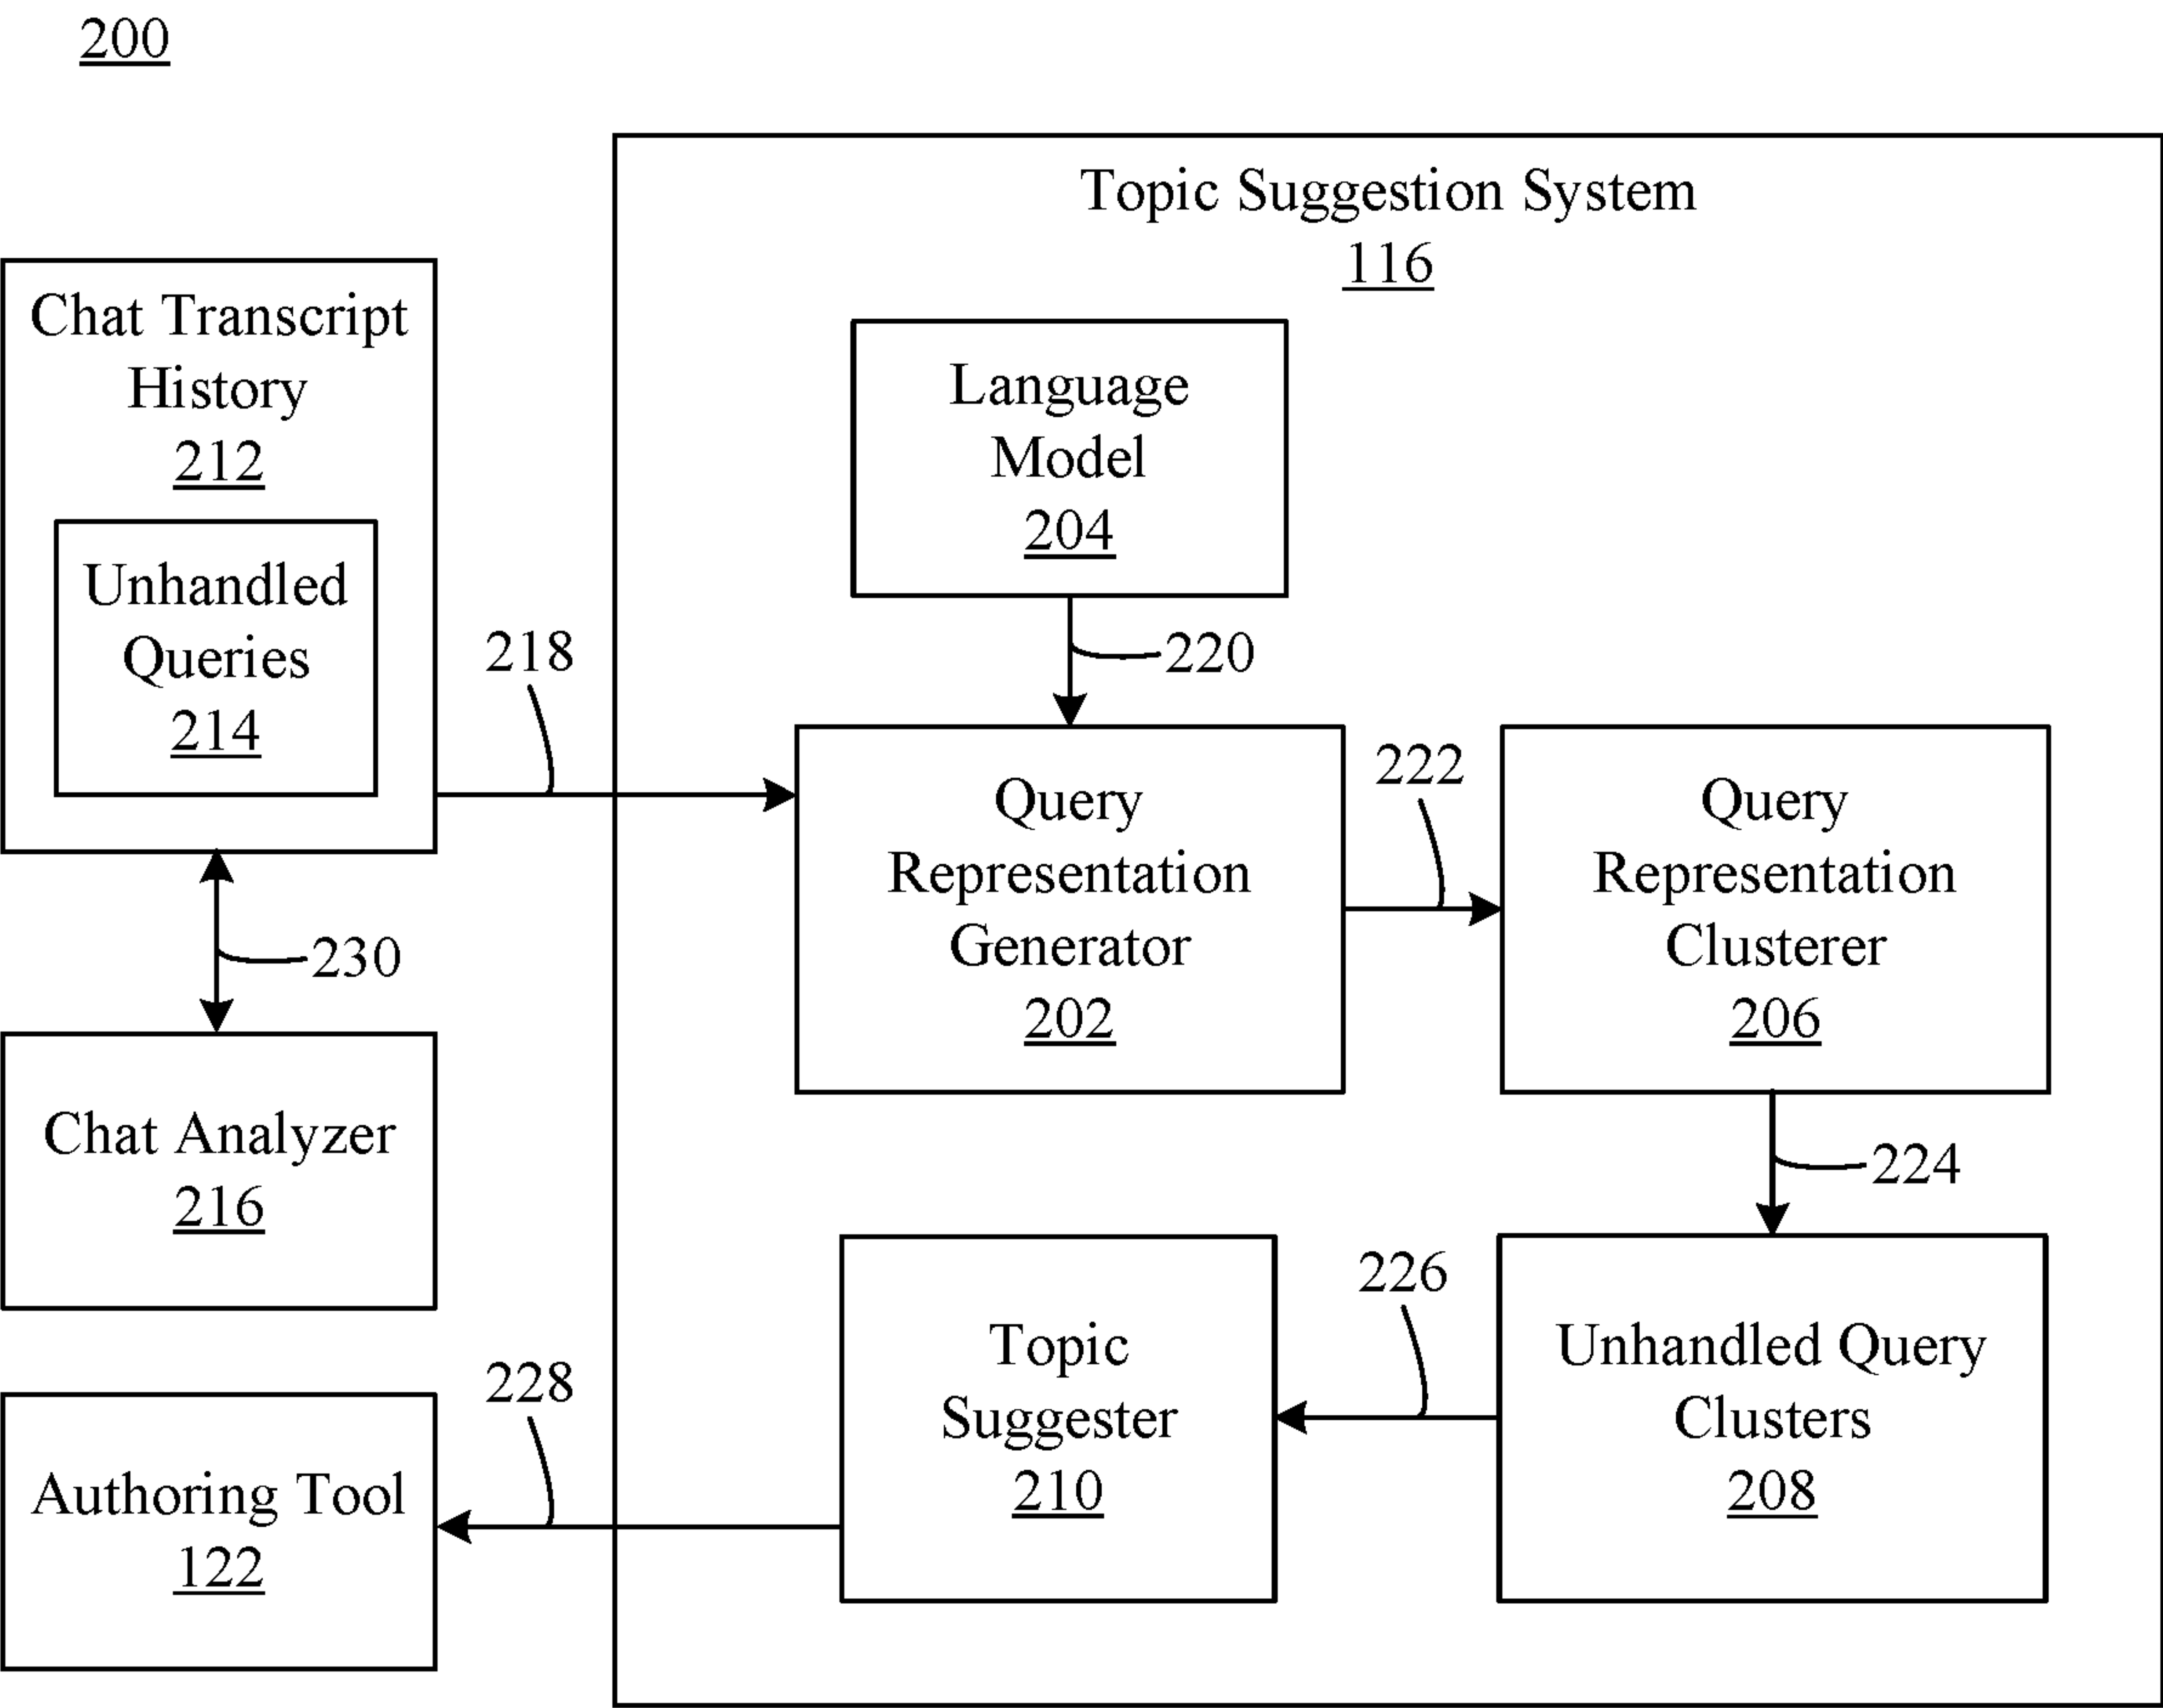 200
Topic Suggestion System
116
Chat Transcript
History
212
Unhandled
Queries
214
Language
Model
204
218
220
Query
Representation
Generator
202
222
Query
Representation
Clusterer
206
230
Chat Analyzer
216
224
Topic
Suggester
210
226
Unhandled Query
Clusters
208
228
Authoring Tool
122